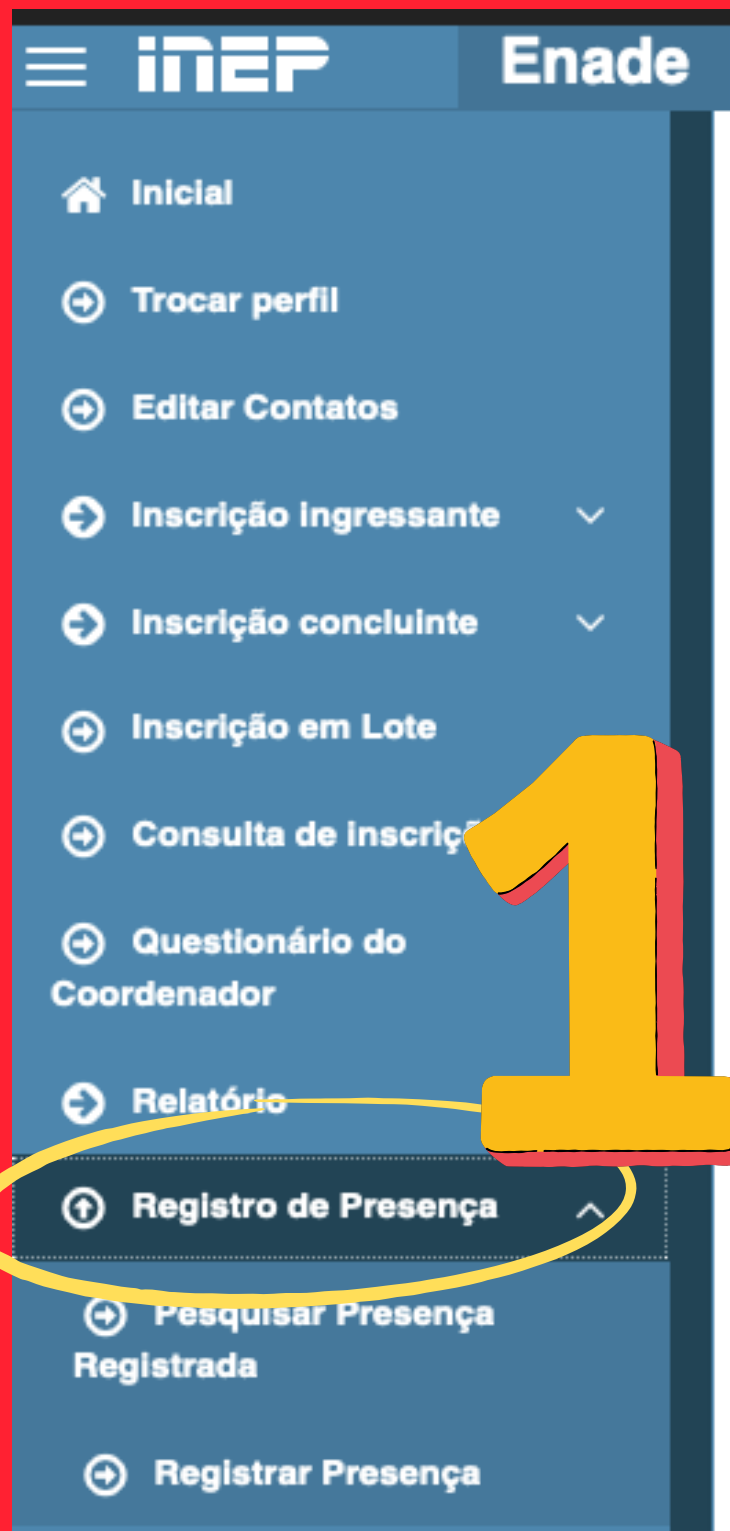 INEP Enade
Inicial
Trocar perfil
Editar Contatos
Inscrição ingressante
Inscrição concluinte
Inscrição em Lote
Consulta de
Questionário do
Coordenador
Relatório
Registro de Presença
Pesquisar Presença
Registrada
Registrar Presença
1